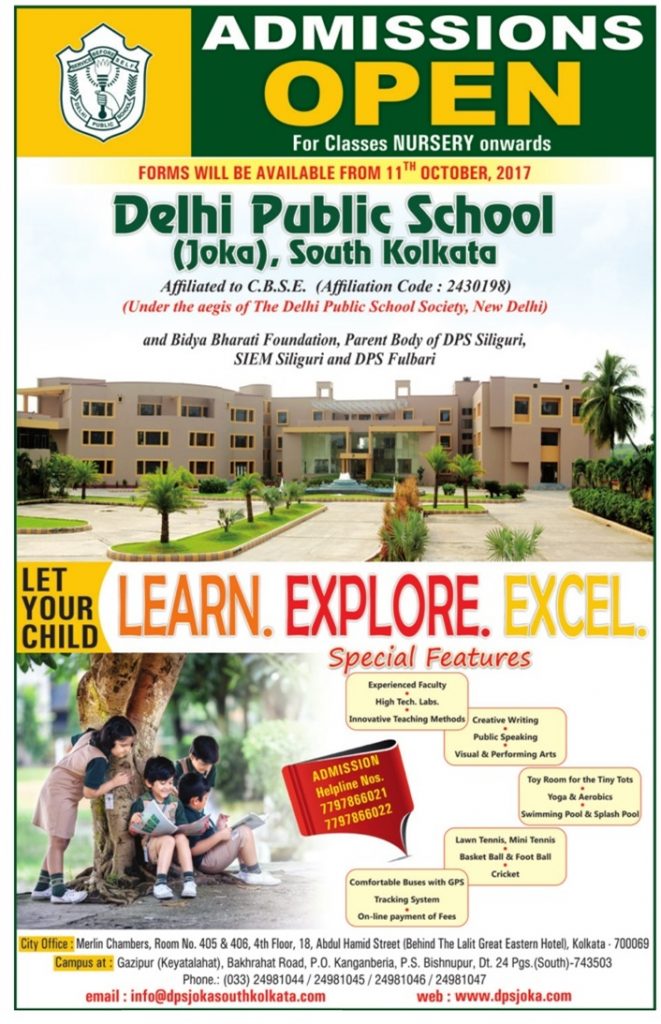 SERVICE BEFORE SELF
DELHI PUBLIC SCHOOL
ADMISSIONS
OPEN
For Classes NURSERY onwards
FORMS WILL BE AVAILABLE FROM 11TH OCTOBER, 2017
Delhi Public School
(Joka), South Kolkata
Affiliated to C.B.S.E. (Affiliation Code : 2430198)
(Under the aegis of The Delhi Public School Society, New Delhi)
and Bidya Bharati Foundation, Parent Body of DPS Siliguri,
SIEM Siliguri and DPS Fulbari
LET
YOUR
CHILD
LEARN. EXPLORE. EXCEL.
Special Features
Experienced Faculty
High Tech. Labs.
Innovative Teaching Methods
Creative Writing
Public Speaking
Visual & Performing Arts
Toy Room for the Tiny Tots
Yoga & Aerobics
Swimming Pool & Splash Pool
Lawn Tennis, Mini Tennis
Basket Ball & Foot Ball
Cricket
Comfortable Buses with GPS
Tracking System
On-line payment of Fees
ADMISSION
Helpline Nos.
7797866021
7797866022
City Office : Merlin Chambers, Room No. 405 & 406, 4th Floor, 18, Abdul Hamid Street (Behind The Lalit Great Eastern Hotel), Kolkata - 700069
Campus at : Gazipur (Keyatalahat), Bakhrahat Road, P.O. Kanganberia, P.S. Bishnupur, Dt. 24 Pgs.(South)-743503
Phone.: (033) 24981044 / 24981045 / 24981046 / 24981047
email : info@dpsjokasouthkolkata.com web : www.dpsjoka.com